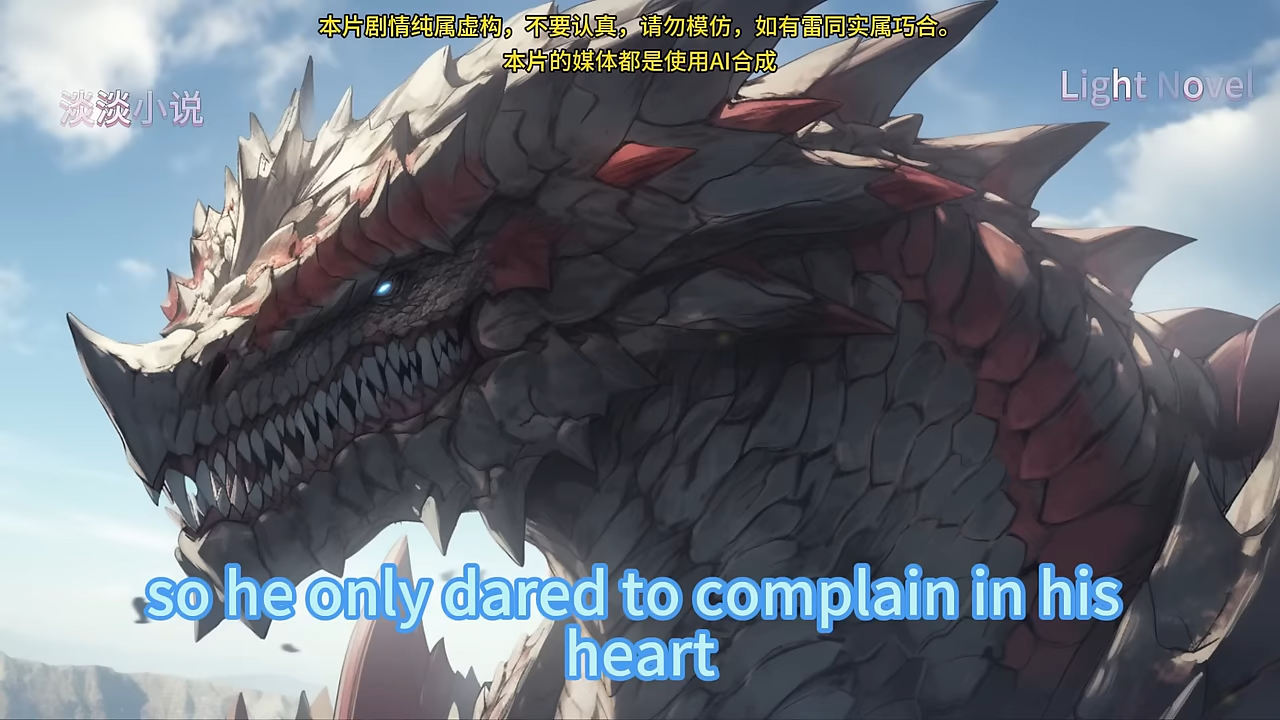 本片剧情纯属虚构，不要认真，请勿模仿，如有雷同实属巧合。
本片的媒体都是使用AI合成
淡淡小说
Light Novel
so he only dared to complain in his
heart